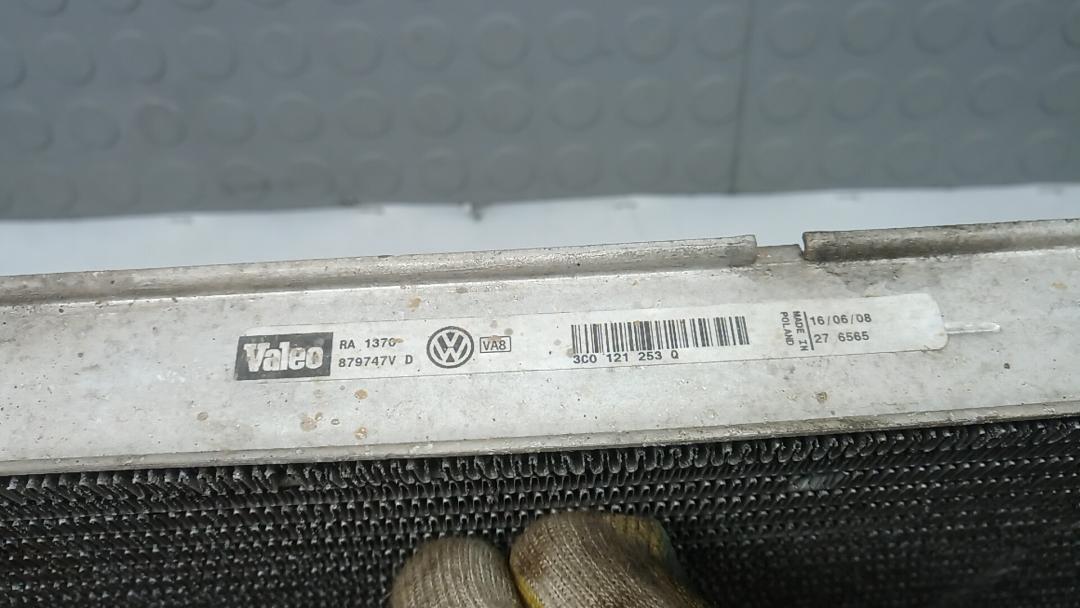 Valeo
RA 1370
879747V D
VA8
3C0 121 253 Q
MADE IN
POLAND
16/06/08
27 6565